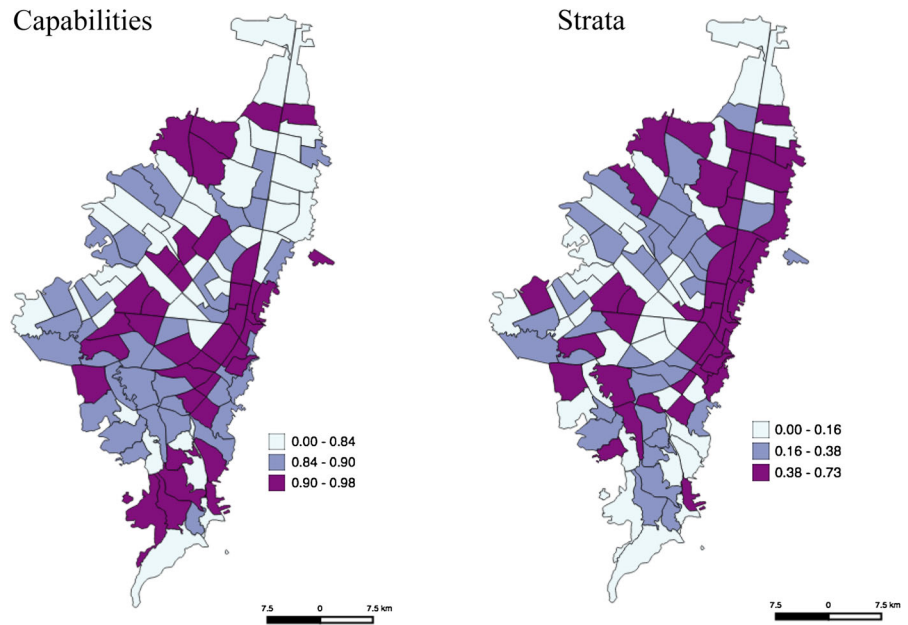 Capabilities
Strata
0.00 - 0.84
0.84 - 0.90
0.90 - 0.98
0.00 - 0.16
0.16 - 0.38
0.38 - 0.73
7.5 0 7.5 km
7.5 0 7.5 km